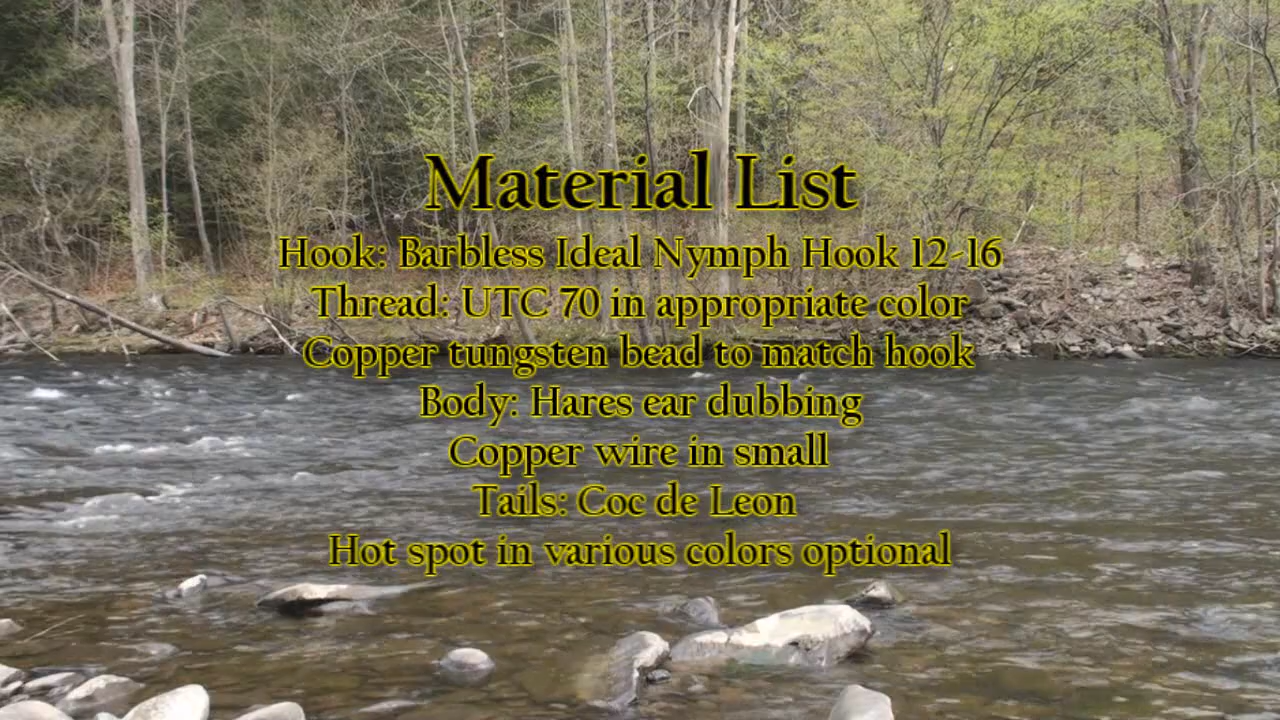 Material List
Hook: Barbless Ideal Nymph Hook 12-16
Thread: UTC 70 in appropriate color
Copper tungsten bead to match hook
Body: Hares ear dubbing
Copper wire in small
Tails: Coc de Leon
Hot spot in various colors optional